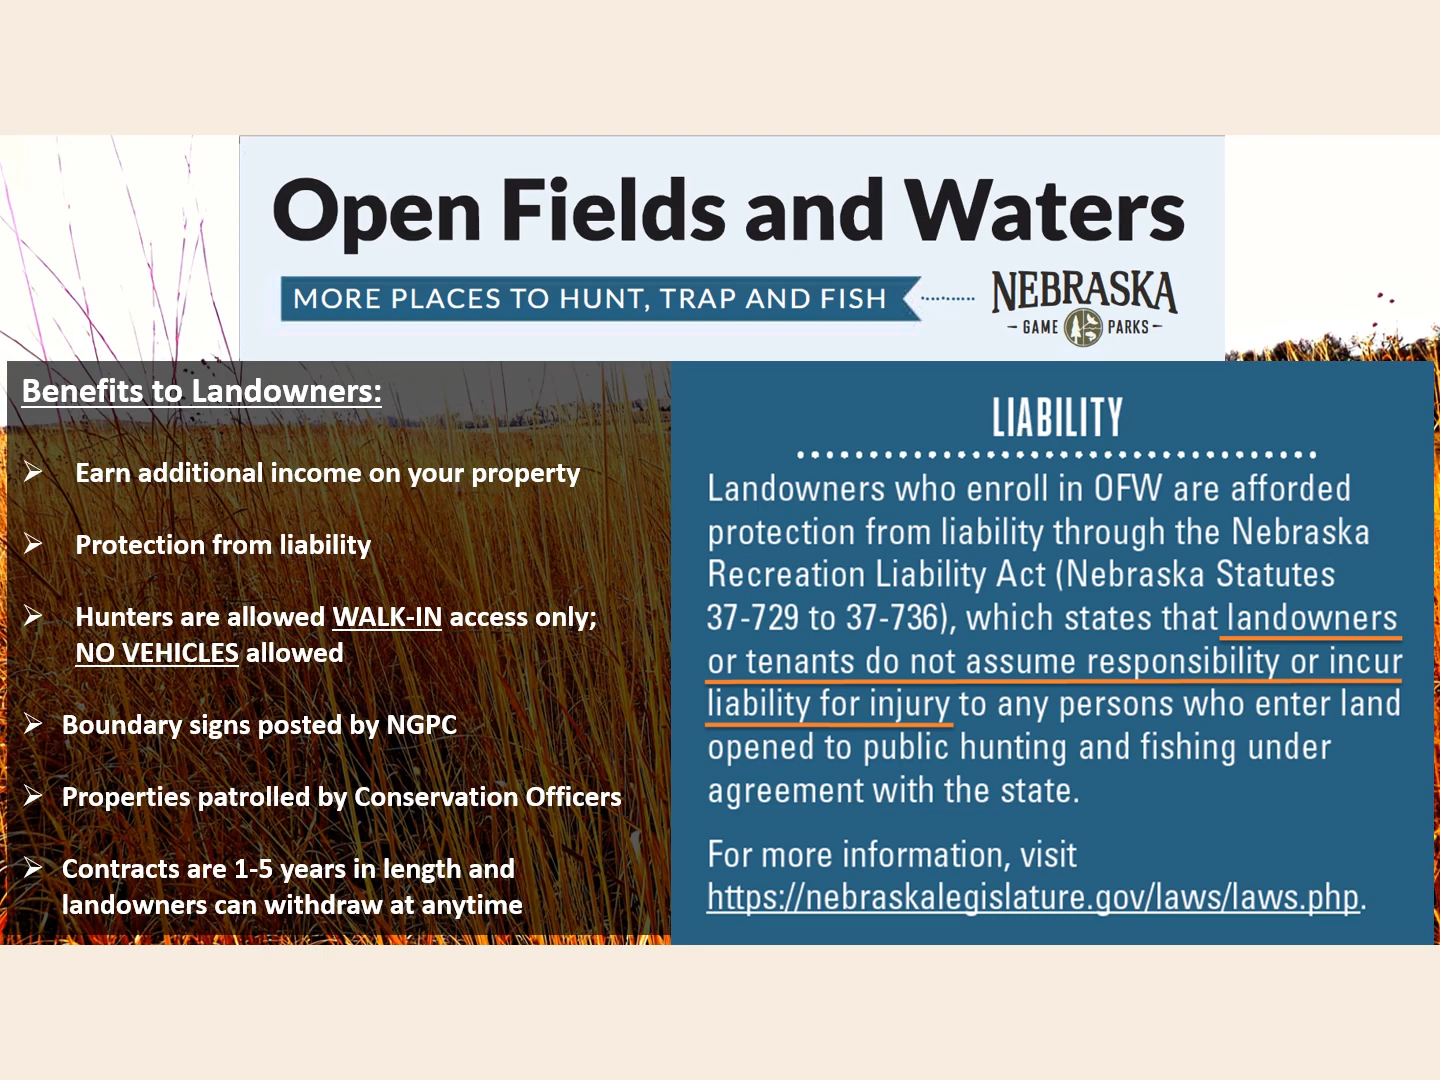 Open Fields and Waters
MORE PLACES TO HUNT, TRAP AND FISH
NEBRASKA
GAME PARKS
Benefits to Landowners:
Earn additional income on your property
Protection from liability
Hunters are allowed WALK-IN access only;
NO VEHICLES allowed
Boundary signs posted by NGPC
Properties patrolled by Conservation Officers
Contracts are 1-5 years in length and
landowners can withdraw at anytime
LIABILITY
Landowners who enroll in OFW are afforded
protection from liability through the Nebraska
Recreation Liability Act (Nebraska Statutes
37-729 to 37-736), which states that landowners
or tenants do not assume responsibility or incur
liability for injury to any persons who enter land
opened to public hunting and fishing under
agreement with the state.
For more information, visit
https://nebraskalegislature.gov/laws/laws.php.